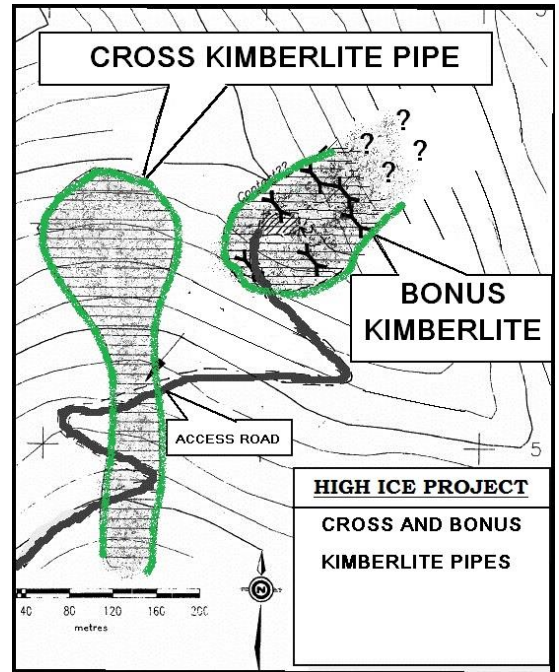 CROSS KIMBERLITE PIPE
?
?
?
?
?
BONUS
KIMBERLITE
ACCESS ROAD
5
HIGH ICE PROJECT
CROSS AND BONUS
KIMBERLITE PIPES
N
40 80 120 160 200
metres